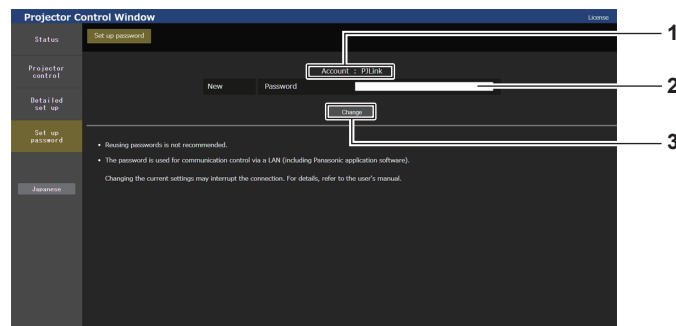 Projector Control Window
License
1
Status
Set up password
Projector
control
Account : PJLink
New Password
2
Detailed
set up
Change
Set up
password
3
• Reusing passwords is not recommended.
• The password is used for communication control via a LAN (including Panasonic application software).
Changing the current settings may interrupt the connection. For details, refer to the user's manual.
Japanese